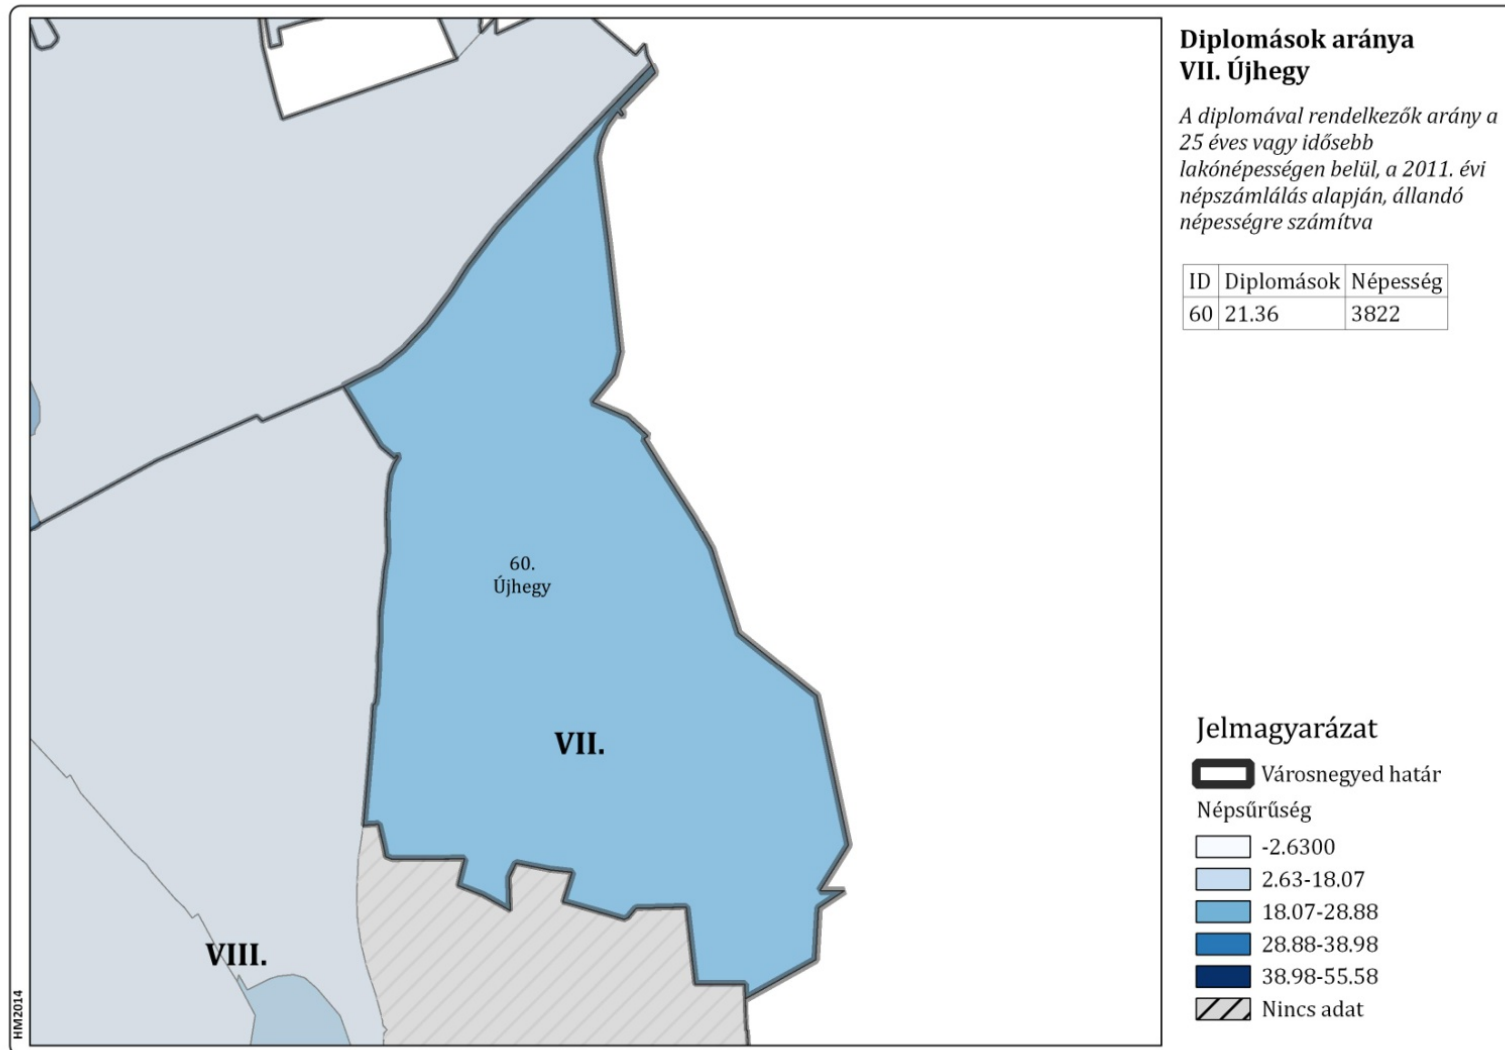 Diplomások aránya
VII. Újhegy
A diplomával rendelkezők arány a
25 éves vagy idősebb
lakónépességen belül, a 2011. évi
népszámlálás alapján, állandó
népességre számítva
ID Diplomások Népesség
60 21.36 3822
60.
Újhegy
VII.
VIII.
Jelmagyarázat
Városnegyed határ
Népsűrűség
-2.6300
2.63-18.07
18.07-28.88
28.88-38.98
38.98-55.58
Nincs adat
HM2014